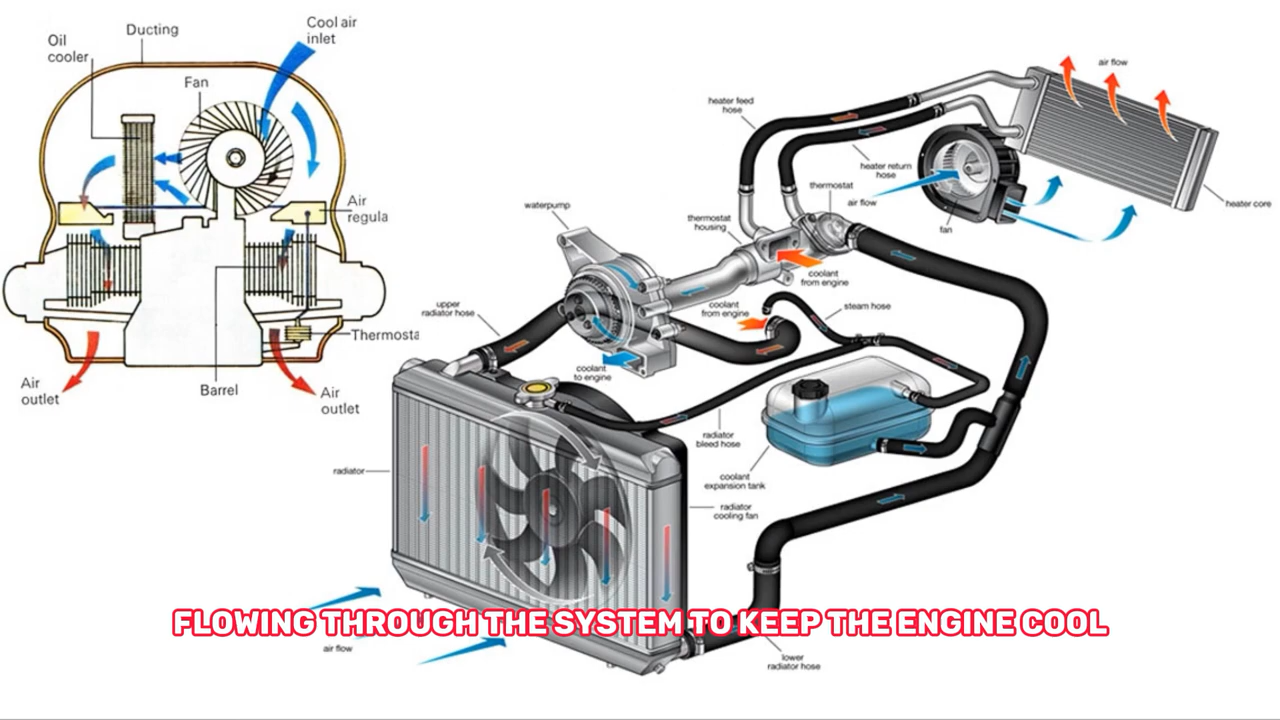 Oil
cooler
Ducting
Cool air
inlet
Fan
Air
regula
Thermosta
Barrel
Air
outlet
Air
outlet
air flow
heater feed
hose
heater return
hose
thermostat
air flow
fan
heater core
waterpump
thermostat
housing
coolant
from engine
coolant
from engine
steam hose
upper
radiator hose
coolant
to engine
radiator
bleed hose
coolant
expansion tank
radiator
radiator
cooling fan
FLOWING THROUGH THE SYSTEM TO KEEP THE ENGINE COOL
air flow
lower
radiator hose